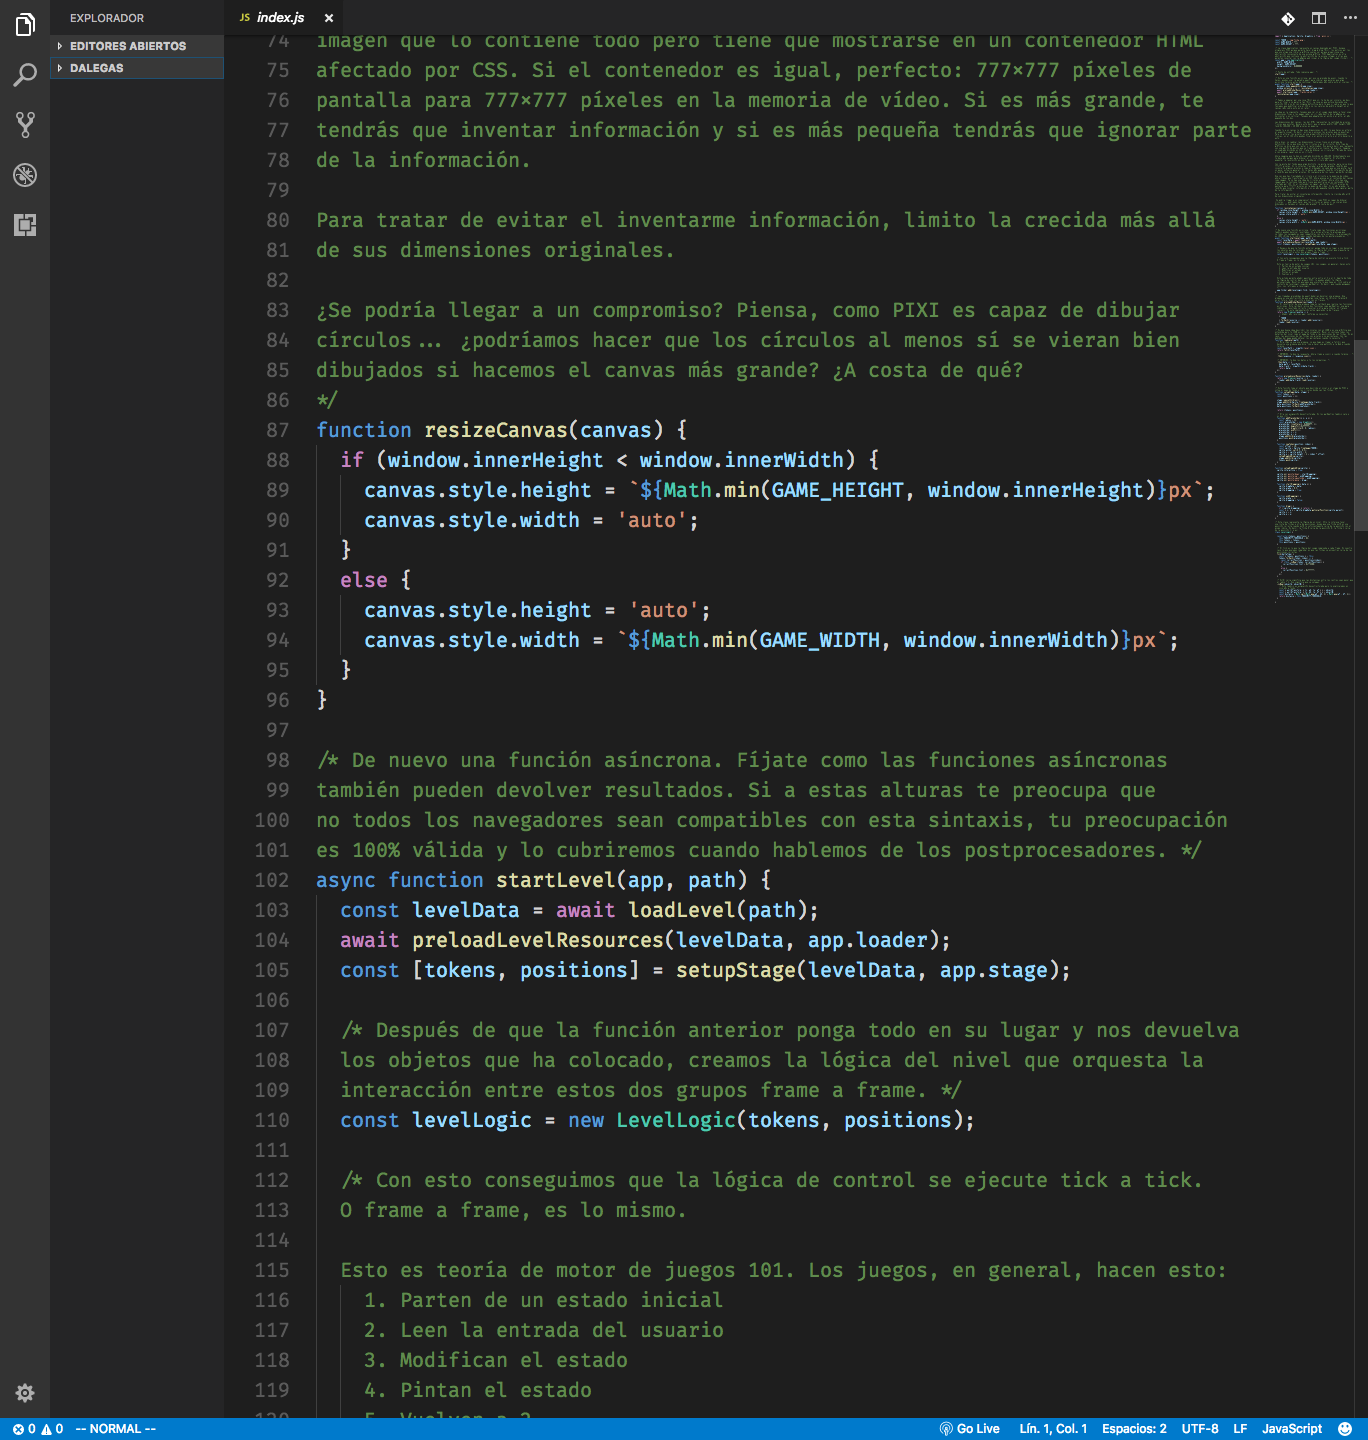 EXPLORADOR
EDITORES ABIERTOS
DALEGAS
JS index.js ×
74 imagen que lo contiene todo pero tiene que mostrarse en un contenedor HTML
75 afectado por CSS. Si el contenedor es igual, perfecto: 777×777 píxeles de
76 pantalla para 777×777 píxeles en la memoria de vídeo. Si es más grande, te
77 tendrás que inventar información y si es más pequeña tendrás que ignorar parte
78 de la información.
79
80 Para tratar de evitar el inventarme información, limito la crecida más allá
81 de sus dimensiones originales.
82
83 ¿Se podría llegar a un compromiso? Piensa, como PIXI es capaz de dibujar
84 círculos... ¿podríamos hacer que los círculos al menos sí se vieran bien
85 dibujados si hacemos el canvas más grande? ¿A costa de qué?
86 */
87 function resizeCanvas(canvas) {
88   if (window.innerHeight < window.innerWidth) {
89     canvas.style.height = `${Math.min(GAME_HEIGHT, window.innerHeight)}px`;
90     canvas.style.width = 'auto';
91   }
92   else {
93     canvas.style.height = 'auto';
94     canvas.style.width = `${Math.min(GAME_WIDTH, window.innerWidth)}px`;
95   }
96 }
97
98 /* De nuevo una función asíncrona. Fíjate como las funciones asíncronas
99 también pueden devolver resultados. Si a estas alturas te preocupa que
100 no todos los navegadores sean compatibles con esta sintaxis, tu preocupación
101 es 100% válida y lo cubriremos cuando hablemos de los postprocesadores. */
102 async function startLevel(app, path) {
103   const levelData = await loadLevel(path);
104   await preloadLevelResources(levelData, app.loader);
105   const [tokens, positions] = setupStage(levelData, app.stage);
106
107   /* Después de que la función anterior ponga todo en su lugar y nos devuelva
108   los objetos que ha colocado, creamos la lógica del nivel que orquesta la
109   interacción entre estos dos grupos frame a frame. */
110   const levelLogic = new LevelLogic(tokens, positions);
111
112   /* Con esto conseguimos que la lógica de control se ejecute tick a tick.
113   O frame a frame, es lo mismo.
114
115   Esto es teoría de motor de juegos 101. Los juegos, en general, hacen esto:
116     1. Parten de un estado inicial
117     2. Leen la entrada del usuario
118     3. Modifican el estado
119     4. Pintan el estado
120     5. Vuelven a 2
0 0 -- NORMAL -- Go Live Lín. 1, Col. 1 Espacios: 2 UTF-8 LF JavaScript